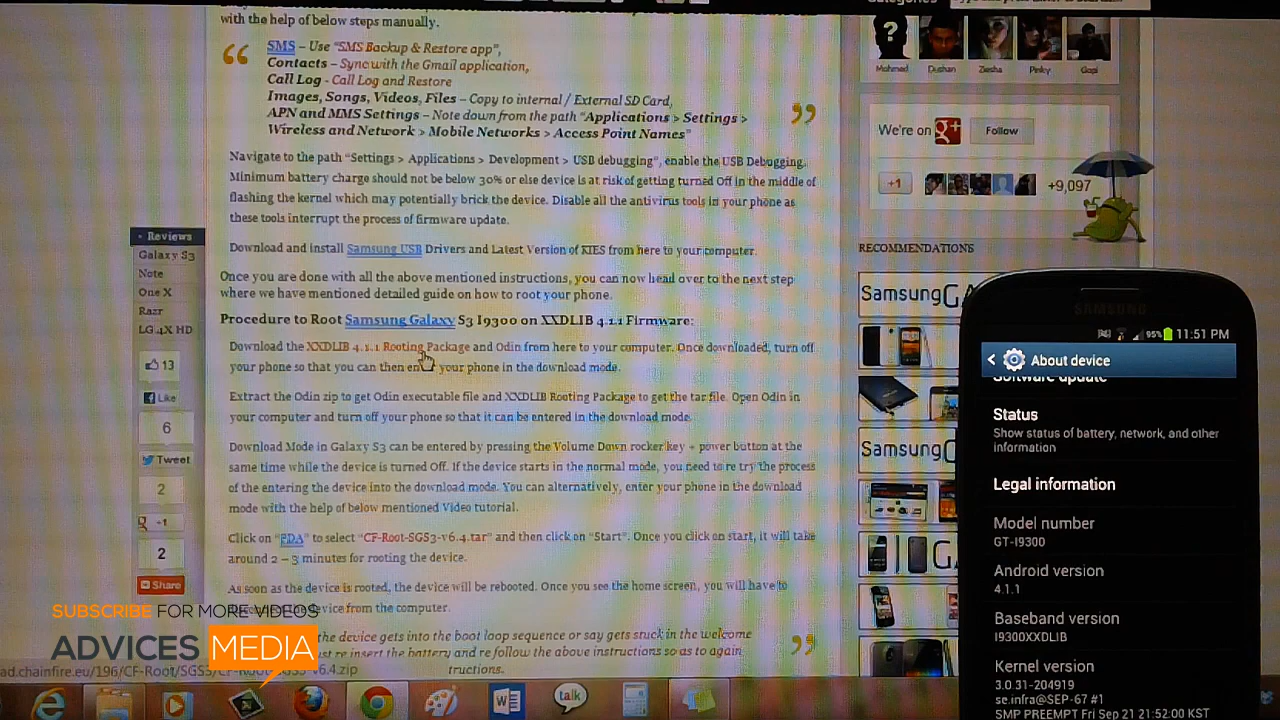 with the help of below steps manually.
SMS – Use "SMS Backup & Restore app",
Contacts – Sync with the Gmail application,
Call Log - Call Log and Restore
Images, Songs, Videos, Files – Copy to internal / External SD Card,
APN and MMS Settings – Note down from the path "Applications > Settings >
Wireless and Network > Mobile Networks > Access Point Names"
Navigate to the path "Settings > Applications > Development > USB debugging", enable the USB Debugging.
Minimum battery charge should not be below 30% or else device is at risk of getting turned Off in the middle of
flashing the kernel which may potentially brick the device. Disable all the antivirus tools in your phone as
these tools interrupt the process of firmware update.
Download and install Samsung USB Drivers and Latest Version of KIES from here to your computer.
Once you are done with all the above mentioned instructions, you can now head over to the next step
where we have mentioned detailed guide on how to root your phone.
Procedure to Root Samsung Galaxy S3 I9300 on XXDLIB 4.1.1 Firmware:
Download the XXDLIB 4.1.1 Rooting Package and Odin from here to your computer. Once downloaded, turn off
your phone so that you can then en your phone in the download mode.
Extract the Odin zip to get Odin executable file and XXDLIB Rooting Package to get the tar file. Open Odin in
your computer and turn off your phone so that it can be entered in the download mode.
Download Mode in Galaxy S3 can be entered by pressing the Volume Down rocker key + power button at the
same time while the device is turned Off. If the device starts in the normal mode, you need to re try the process
of the entering the device into the download mode. You can alternatively, enter your phone in the download
mode with the help of below mentioned Video tutorial.
Click on "PDA" to select "CF-Root-SGS3-v6.4.tar" and then click on "Start". Once you click on start, it will take
around 2 – 3 minutes for rooting the device.
As soon as the device is rooted, the device will be rebooted. Once you see the home screen, you will have to
device from the computer.
the device gets into the boot loop sequence or say gets stuck in the welcome
st re insert the battery and re follow the above instructions so as to again
tructions.
Reviews
Galaxy S3
Note
One X
Razr
LG 4X HD
13
Like
6
Tweet
2
+1
2
Share
SUBSCRIBE FOR MORE VIDEOS
ADVICES MEDIA
ad.chainfire.eu/196/CF-Root/SGS3/CF-Root-SGS3-v6.4.zip
talk
Categories
Mohmed
Dushan
Ziesha
Pinky
Gopi
We're on g+ Follow
+1
+9,097
RECOMMENDATIONS
Samsung GA
Samsung
SAMSUNG
95% 11:51 PM
About device
Software update
Status
Show status of battery, network, and other
information
Legal information
Model number
GT-I9300
Android version
4.1.1
Baseband version
I9300XXDLIB
Kernel version
3.0.31-204919
se.infra@SEP-67 #1
SMP PREEMPT Fri Sep 21 21:52:00 KST